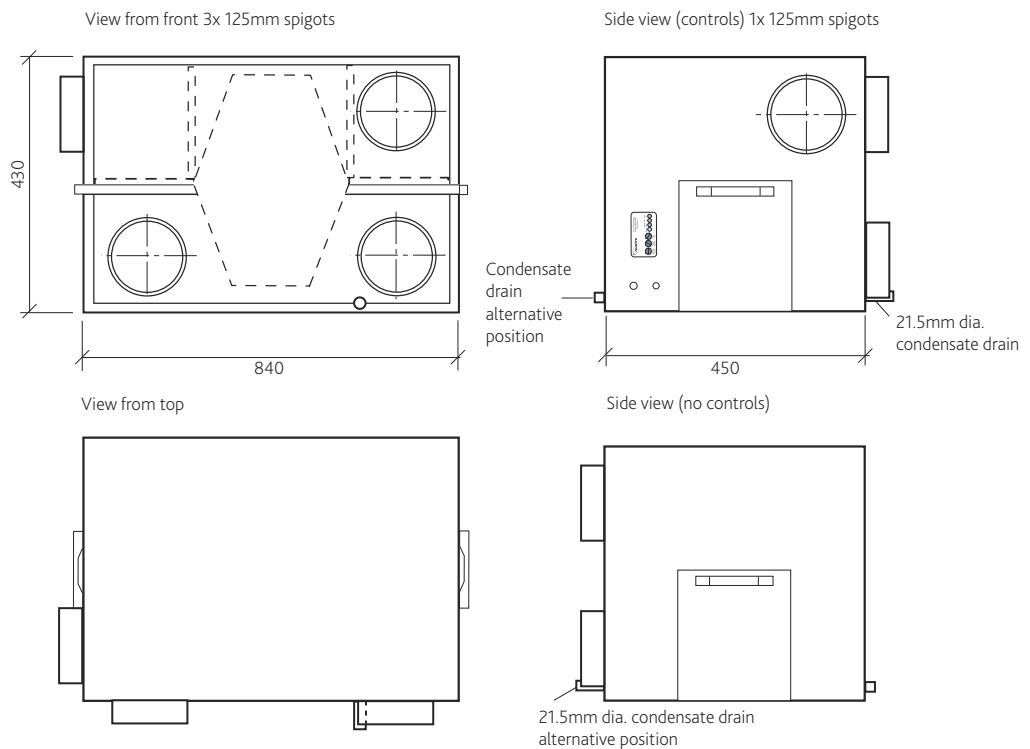 View from front 3x 125mm spigots
Side view (controls) 1x 125mm spigots
430
840
Condensate
drain
alternative
position
450
21.5mm dia.
condensate drain
View from top
Side view (no controls)
21.5mm dia. condensate drain
alternative position